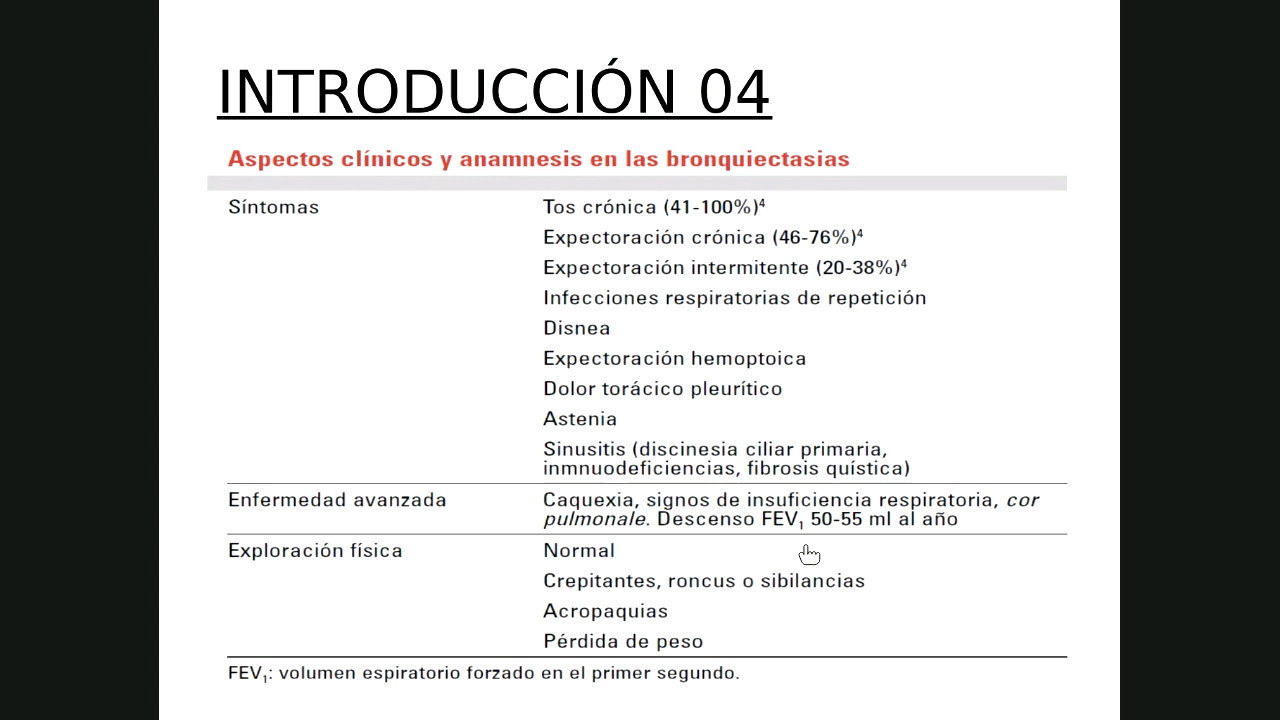 INTRODUCCIÓN 04
Aspectos clínicos y anamnesis en las bronquiectasias
Síntomas
Tos crónica (41-100%)⁴
Expectoración crónica (46-76%)⁴
Expectoración intermitente (20-38%)⁴
Infecciones respiratorias de repetición
Disnea
Expectoración hemoptoica
Dolor torácico pleurítico
Astenia
Sinusitis (discinesia ciliar primaria,
inmnuodeficiencias, fibrosis quística)
Enfermedad avanzada
Caquexia, signos de insuficiencia respiratoria, cor
pulmonale. Descenso FEV₁ 50-55 ml al año
Exploración física
Normal
Crepitantes, roncus o sibilancias
Acropaquias
Pérdida de peso
FEV₁: volumen espiratorio forzado en el primer segundo.